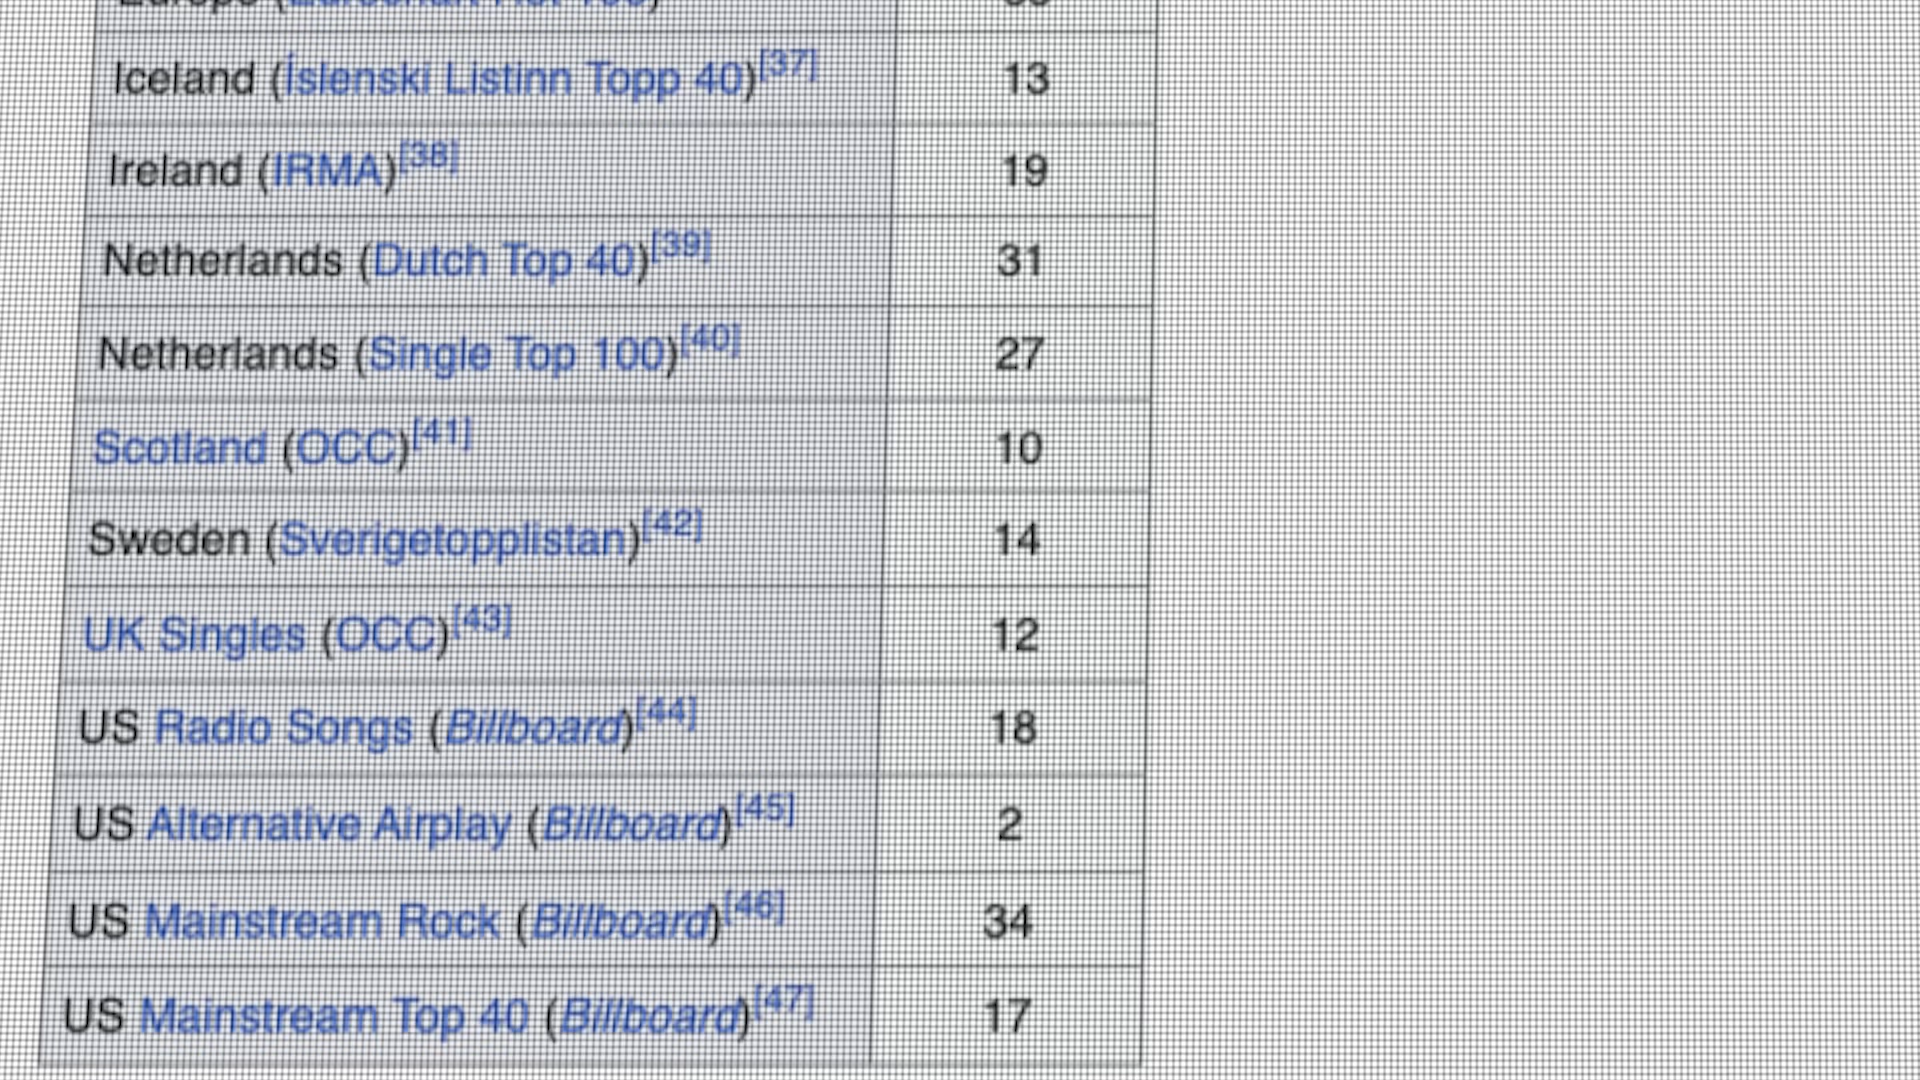 Iceland (Íslenski Listinn Topp 40)[37] 13
Ireland (IRMA)[38] 19
Netherlands (Dutch Top 40)[39] 31
Netherlands (Single Top 100)[40] 27
Scotland (OCC)[41] 10
Sweden (Sverigetopplistan)[42] 14
UK Singles (OCC)[43] 12
US Radio Songs (Billboard)[44] 18
US Alternative Airplay (Billboard)[45] 2
US Mainstream Rock (Billboard)[46] 34
US Mainstream Top 40 (Billboard)[47] 17